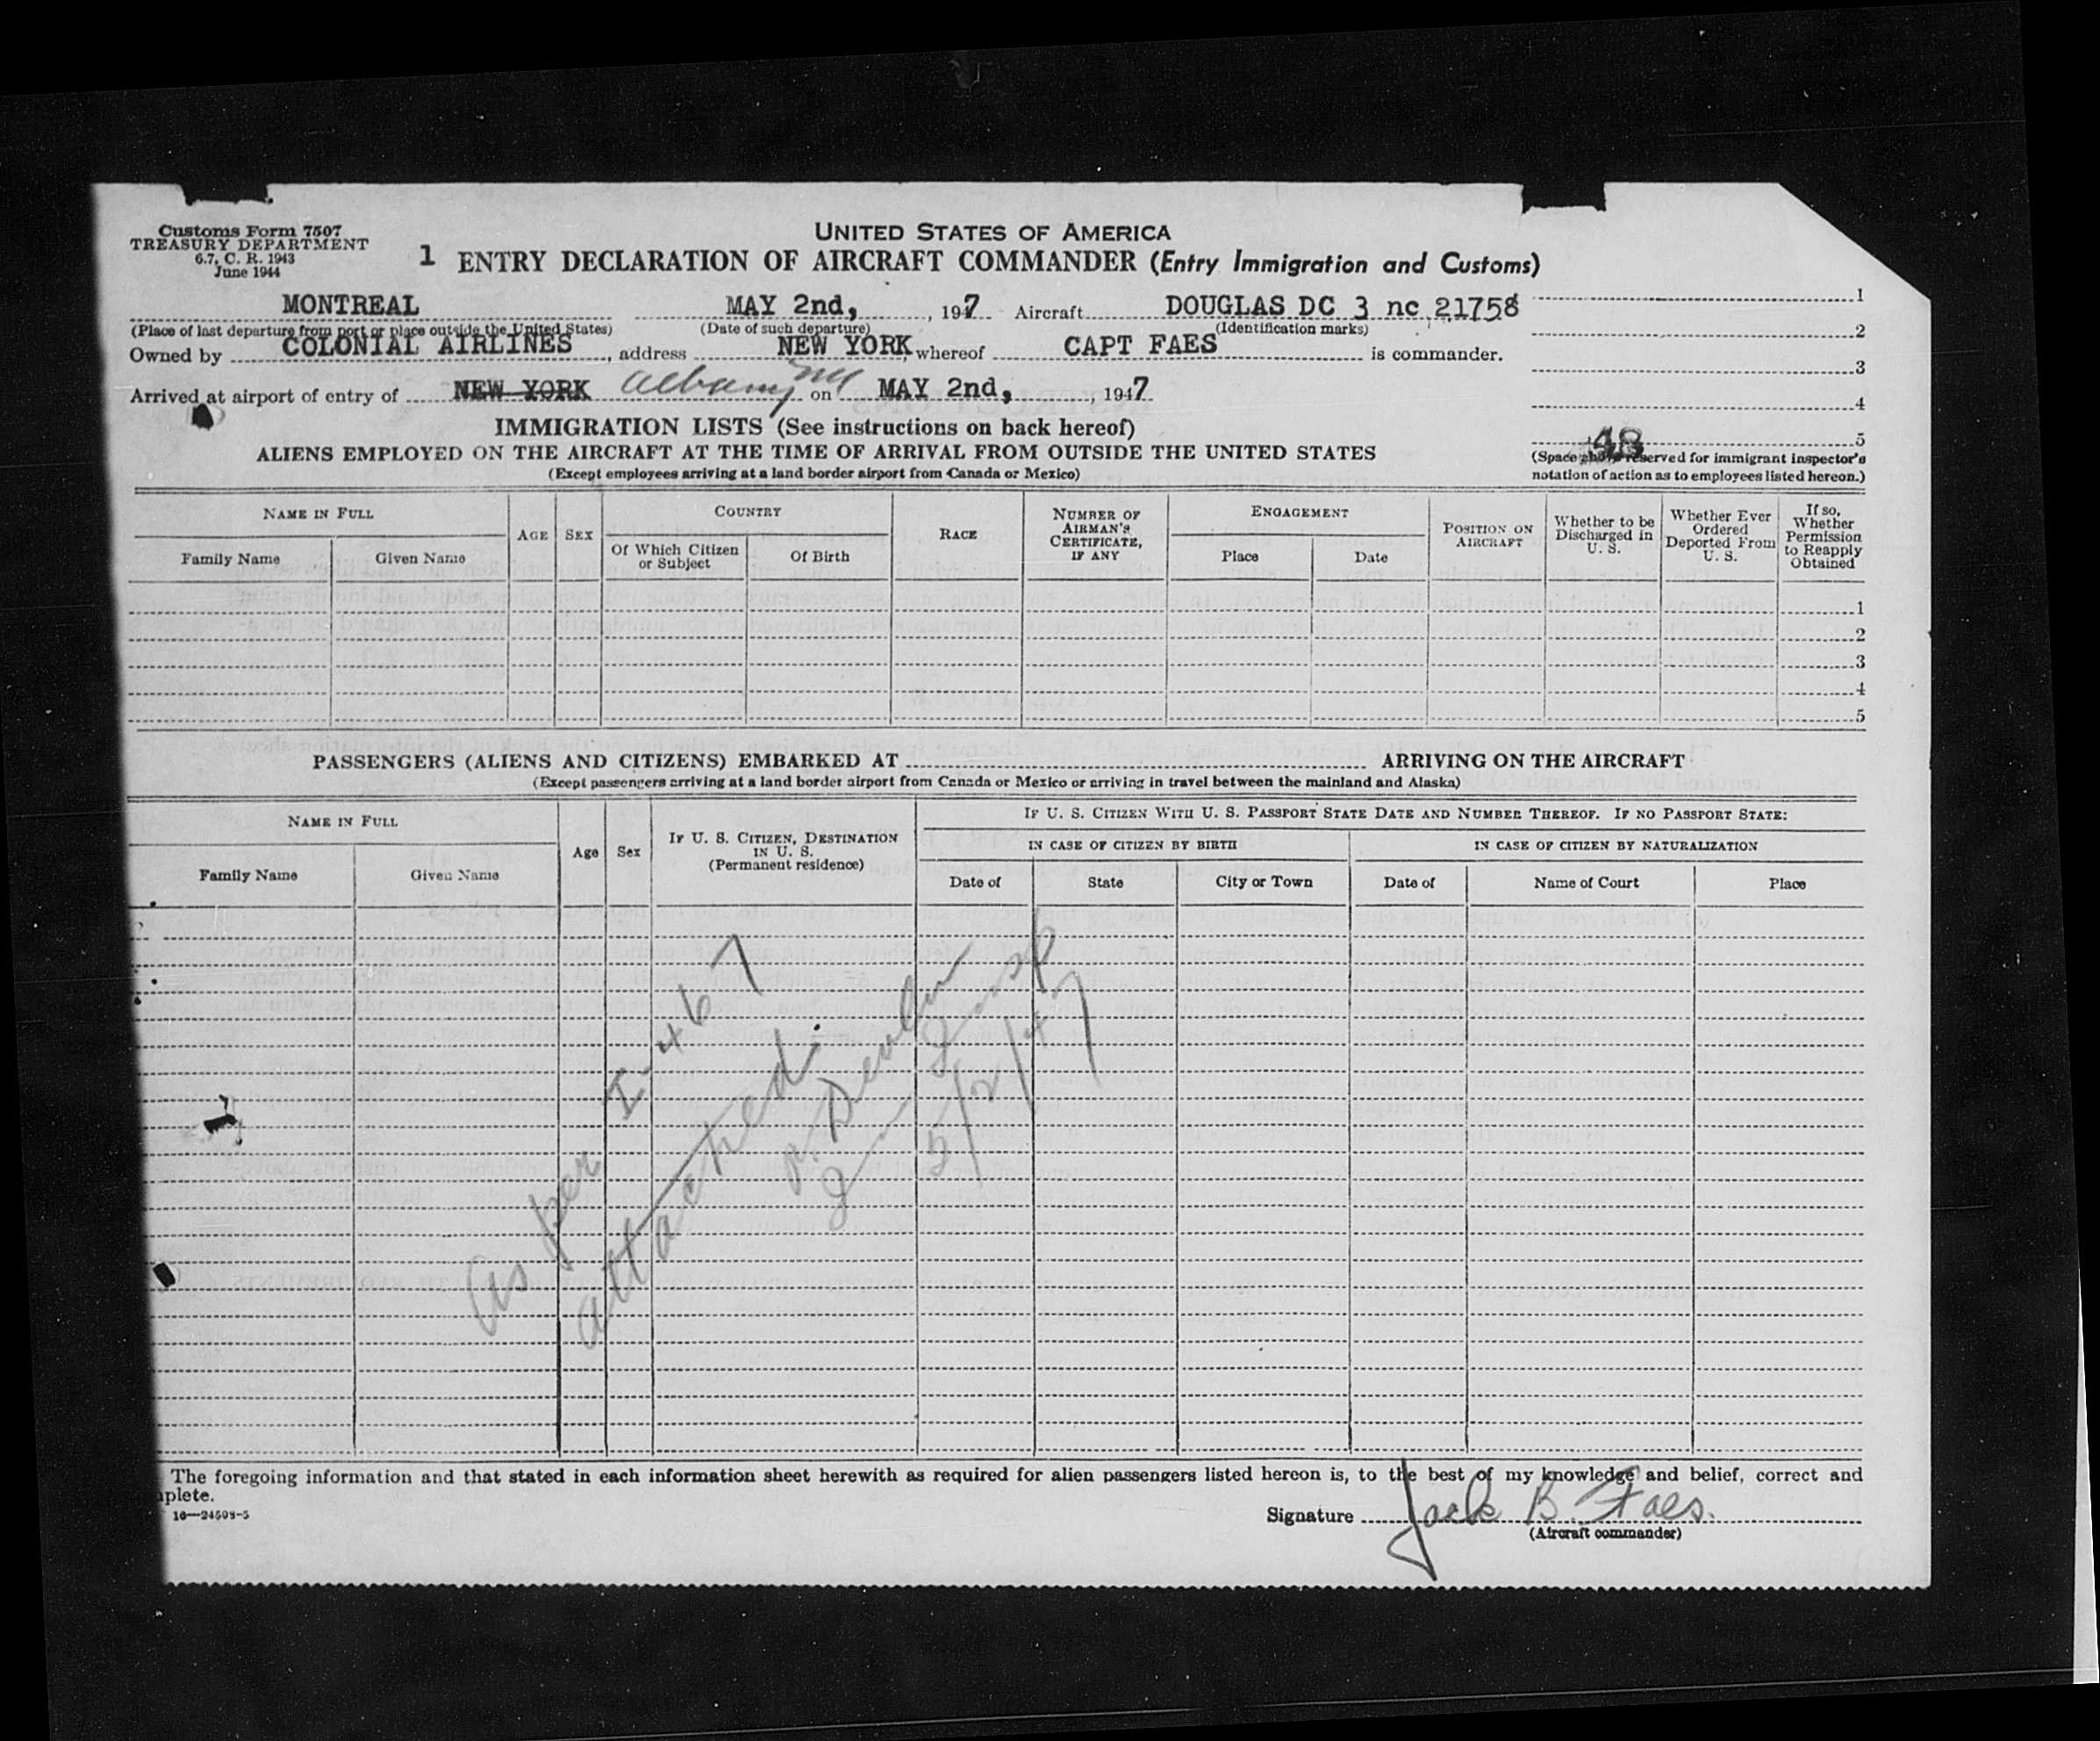 Customs Form 7507
TREASURY DEPARTMENT
6.7, C. R. 1943
June 1944
UNITED STATES OF AMERICA
1 ENTRY DECLARATION OF AIRCRAFT COMMANDER (Entry Immigration and Customs)
MONTREAL MAY 2nd, , 1947 Aircraft DOUGLAS DC 3 nc 21758 1
(Place of last departure from port or place outside the United States) (Date of such departure) (Identification marks) 2
Owned by COLONIAL AIRLINES, address NEW YORK, whereof CAPT FAES is commander.
3
Arrived at airport of entry of NEW YORK Albany NY on MAY 2nd, , 1947
4
IMMIGRATION LISTS (See instructions on back hereof)
5
ALIENS EMPLOYED ON THE AIRCRAFT AT THE TIME OF ARRIVAL FROM OUTSIDE THE UNITED STATES
(Except employees arriving at a land border airport from Canada or Mexico)
(Space above reserved for immigrant inspector's
notation of action as to employees listed hereon.)
NAME IN FULL
Family Name Given Name
AGE SEX
COUNTRY
Of Which Citizen or Subject Of Birth
RACE
NUMBER OF AIRMAN'S CERTIFICATE, IF ANY
ENGAGEMENT
Place Date
POSITION ON AIRCRAFT
Whether to be Discharged in U. S.
Whether Ever Ordered Deported From U. S.
If so, Whether Permission to Reapply Obtained
1
2
3
4
5
PASSENGERS (ALIENS AND CITIZENS) EMBARKED AT ARRIVING ON THE AIRCRAFT
(Except passengers arriving at a land border airport from Canada or Mexico or arriving in travel between the mainland and Alaska)
NAME IN FULL
Family Name Given Name
Age Sex
IF U. S. CITIZEN, DESTINATION IN U. S.
(Permanent residence)
IF U. S. CITIZEN WITH U. S. PASSPORT STATE DATE AND NUMBER THEREOF. IF NO PASSPORT STATE:
IN CASE OF CITIZEN BY BIRTH IN CASE OF CITIZEN BY NATURALIZATION
Date of State City or Town Date of Name of Court Place
As per I-467
attached.
Devlin
5/2/47
The foregoing information and that stated in each information sheet herewith as required for alien passengers listed hereon is, to the best of my knowledge and belief, correct and
plete.
16—24503-5
Signature Jack B. Faes.
(Aircraft commander)